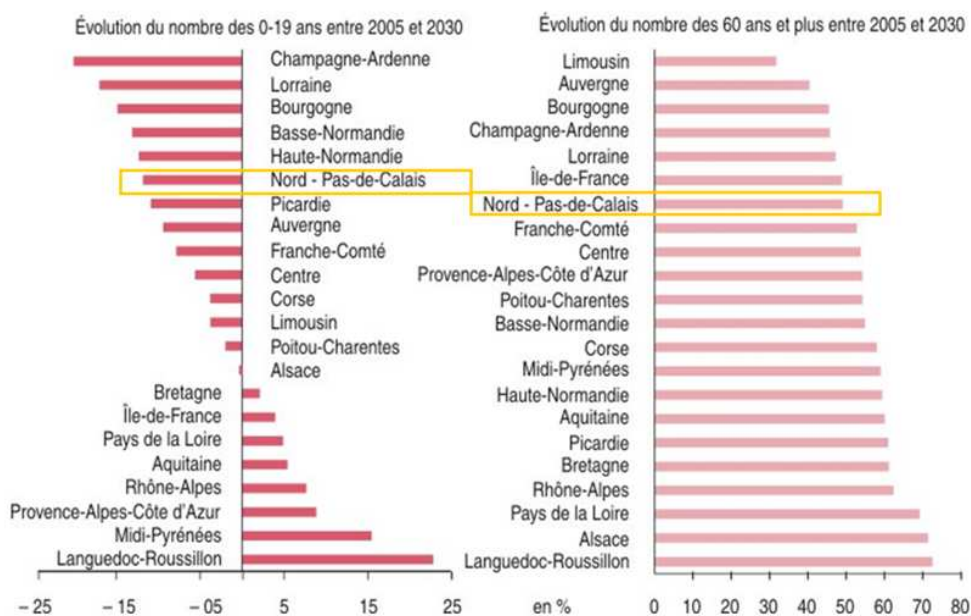 Évolution du nombre des 0-19 ans entre 2005 et 2030
Champagne-Ardenne
Lorraine
Bourgogne
Basse-Normandie
Haute-Normandie
Nord - Pas-de-Calais
Picardie
Auvergne
Franche-Comté
Centre
Corse
Limousin
Poitou-Charentes
Alsace
Bretagne
Île-de-France
Pays de la Loire
Aquitaine
Rhône-Alpes
Provence-Alpes-Côte d'Azur
Midi-Pyrénées
Languedoc-Roussillon
– 25 – 15 – 05 5 15 25
Évolution du nombre des 60 ans et plus entre 2005 et 2030
Limousin
Auvergne
Bourgogne
Champagne-Ardenne
Lorraine
Île-de-France
Nord - Pas-de-Calais
Franche-Comté
Centre
Provence-Alpes-Côte d'Azur
Poitou-Charentes
Basse-Normandie
Corse
Midi-Pyrénées
Haute-Normandie
Aquitaine
Picardie
Bretagne
Rhône-Alpes
Pays de la Loire
Alsace
Languedoc-Roussillon
en % 0 10 20 30 40 50 60 70 80